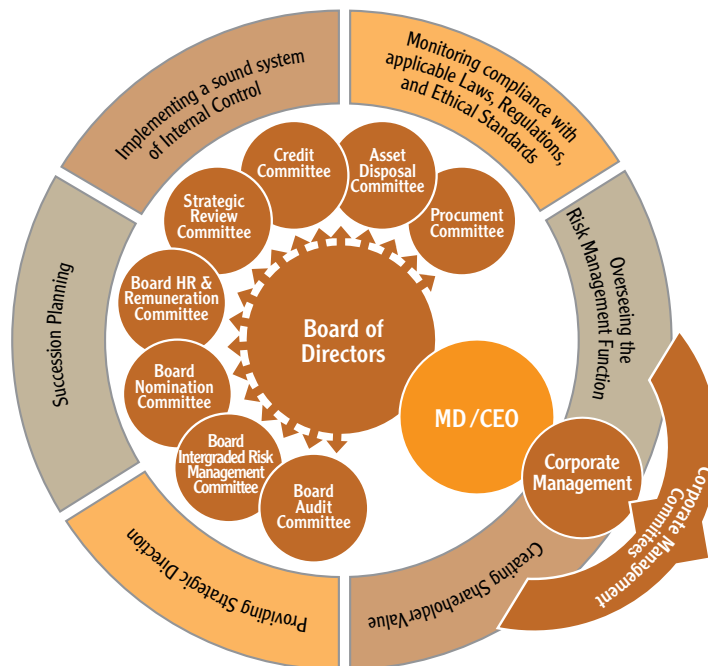 Implementing a sound system
of Internal Control
Monitoring compliance with
applicable Laws, Regulations,
and Ethical Standards
Overseeing the
Risk Management Function
Creating Shareholder Value
Providing Strategic Direction
Succession Planning
Credit
Committee
Asset
Disposal
Committee
Procument
Committee
Strategic
Review
Committee
Board HR &
Remuneration
Committee
Board
Nomination
Committee
Board
Intergraded Risk
Management
Committee
Board
Audit
Committee
Board of
Directors
MD /CEO
Corporate
Management
Corporate Management
Committees